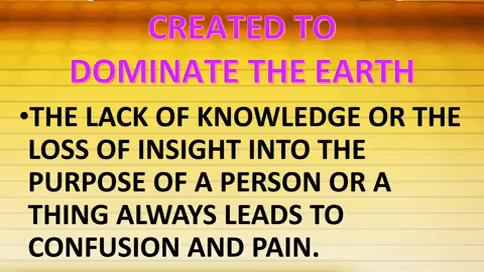 CREATED TO
DOMINATE THE EARTH
•THE LACK OF KNOWLEDGE OR THE
LOSS OF INSIGHT INTO THE
PURPOSE OF A PERSON OR A
THING ALWAYS LEADS TO
CONFUSION AND PAIN.